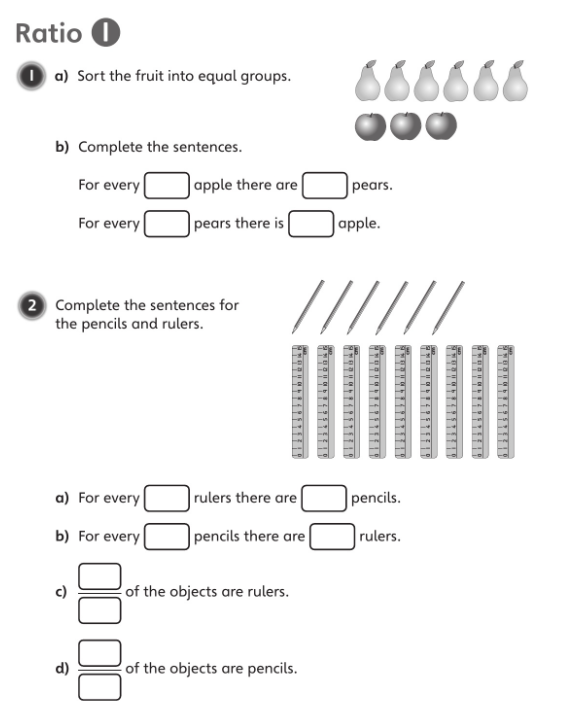 Ratio 1
1 a) Sort the fruit into equal groups.
b) Complete the sentences.
For every apple there are pears.
For every pears there is apple.
2 Complete the sentences for
the pencils and rulers.
a) For every rulers there are pencils.
b) For every pencils there are rulers.
c) of the objects are rulers.
d) of the objects are pencils.